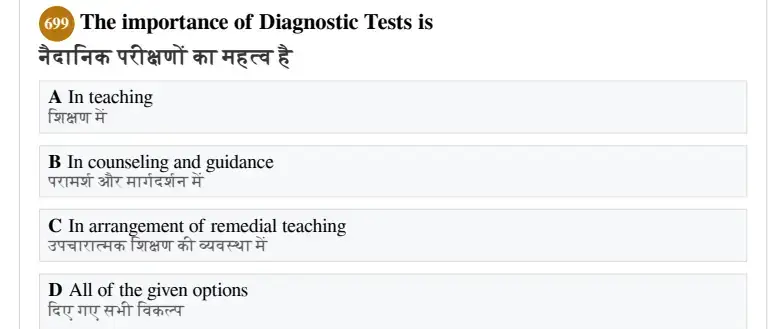 699 The importance of Diagnostic Tests is
नैदानिक परीक्षणों का महत्व है
A In teaching
शिक्षण में
B In counseling and guidance
परामर्श और मार्गदर्शन में
C In arrangement of remedial teaching
उपचारात्मक शिक्षण की व्यवस्था में
D All of the given options
दिए गए सभी विकल्प